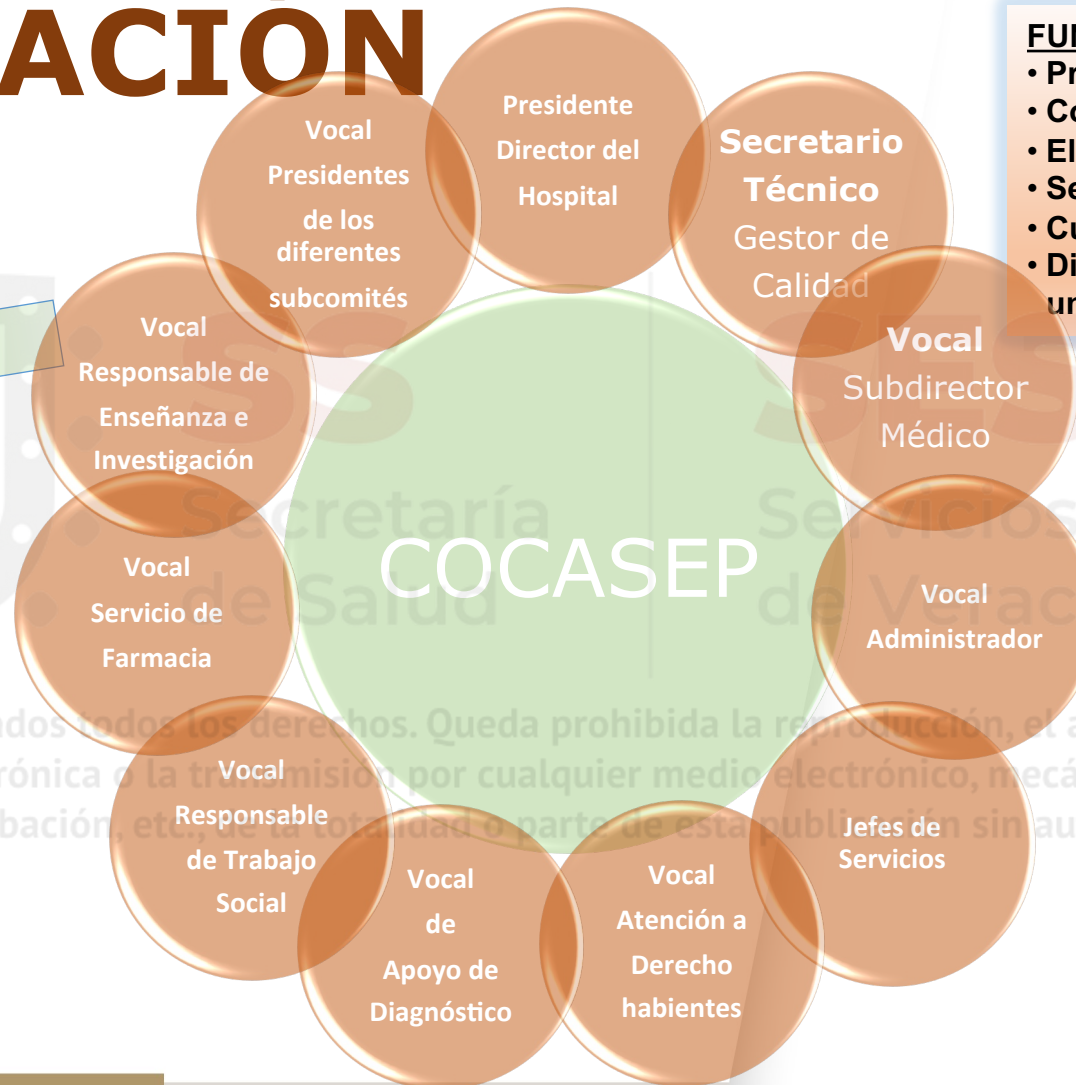 ACIÓN
Presidente
Director del
Hospital
Secretario
Técnico
Gestor de
Calidad
Vocal
Subdirector
Médico
Vocal
Administrador
Jefes de
Servicios
Vocal
Atención a
Derecho
habientes
Vocal
de
Apoyo de
Diagnóstico
Vocal
Responsable
de Trabajo
Social
Vocal
Servicio de
Farmacia
Vocal
Responsable de
Enseñanza e
Investigación
Vocal
Presidentes
de los
diferentes
subcomités
COCASEP
SS
Secretaría
de Salud
SES
Servicios
de Verac
dos todos los derechos. Queda prohibida la reproducción, el a
rónica o la transmisión por cualquier medio electrónico, mecá
bación, etc., de la totalidad o parte de esta publicación sin au
• Pr
• Co
• El
• Se
• Cu
• Di
un